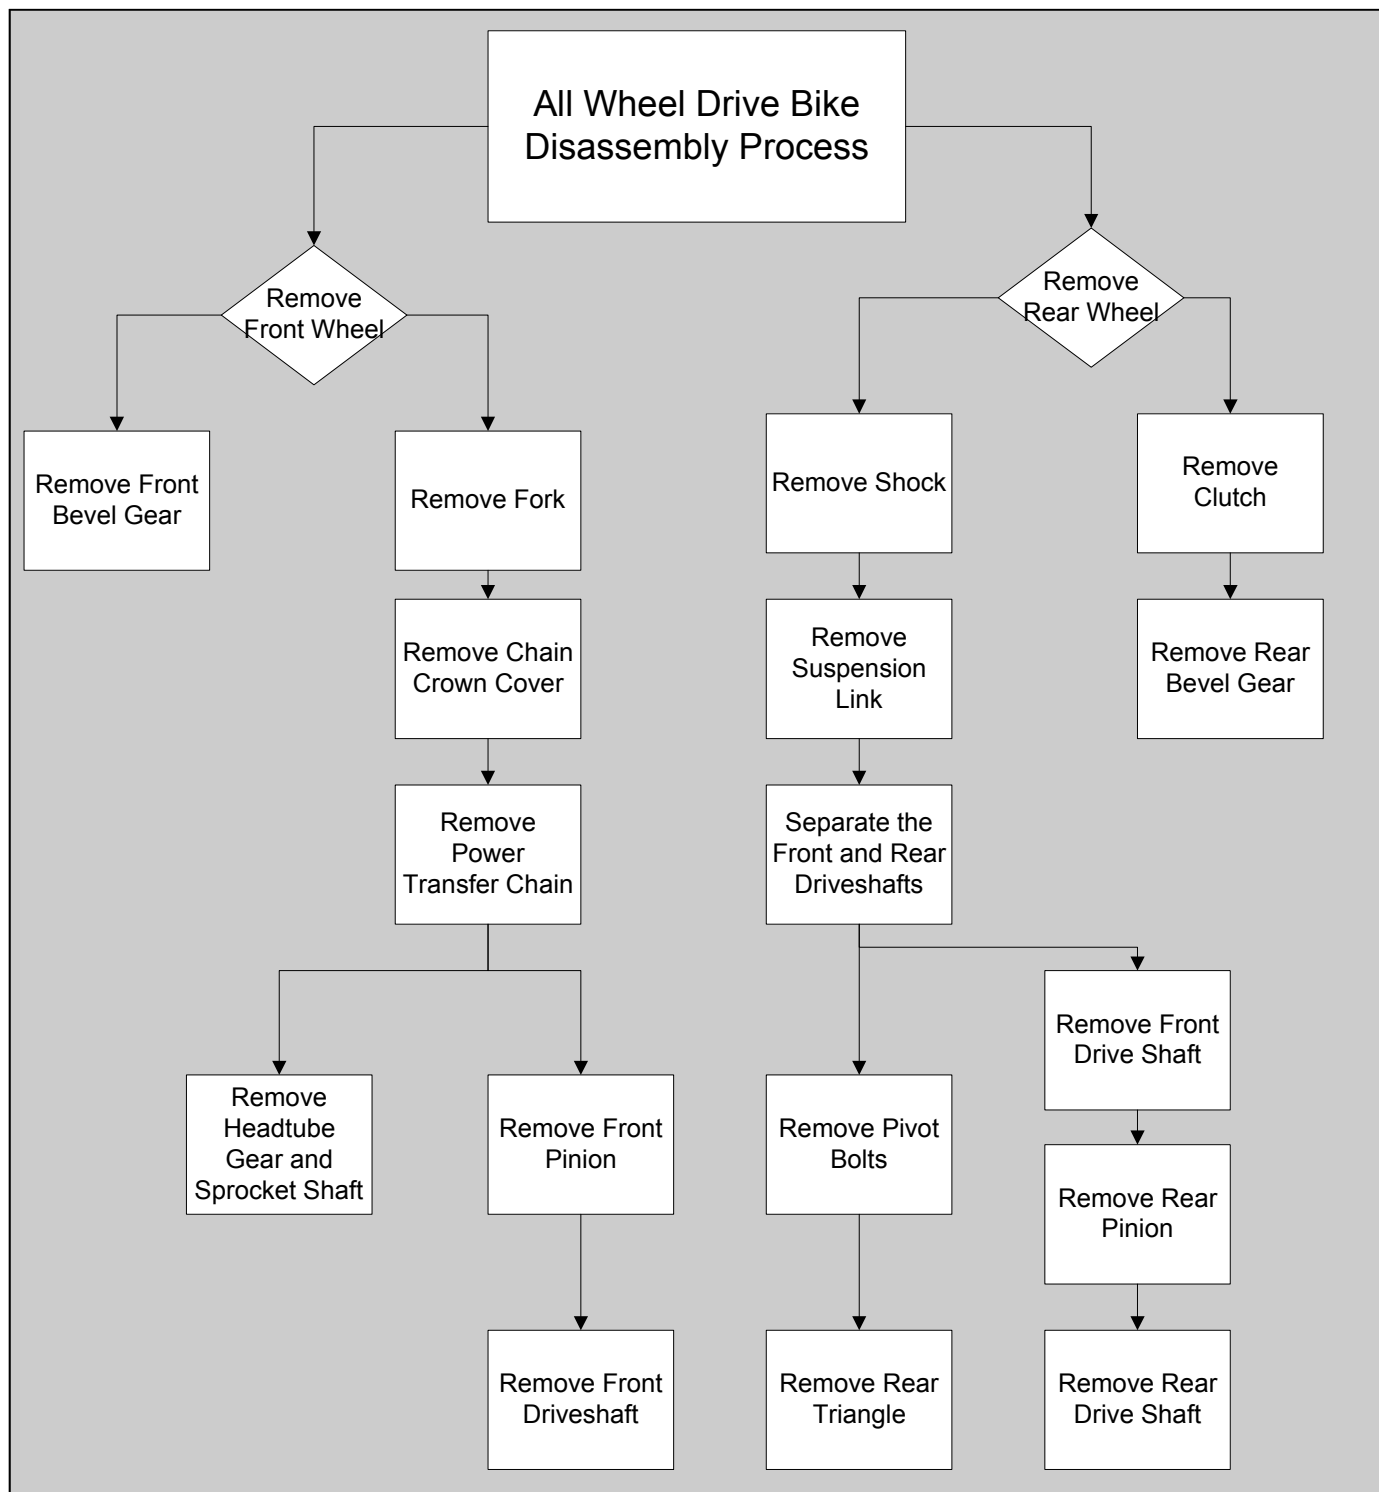 All Wheel Drive Bike
Disassembly Process
Remove
Front Wheel
Remove
Rear Wheel
Remove Front
Bevel Gear
Remove Fork
Remove Shock
Remove
Clutch
Remove Chain
Crown Cover
Remove
Suspension
Link
Remove Rear
Bevel Gear
Remove
Power
Transfer Chain
Separate the
Front and Rear
Driveshafts
Remove Front
Drive Shaft
Remove
Headtube
Gear and
Sprocket Shaft
Remove Front
Pinion
Remove Pivot
Bolts
Remove Rear
Pinion
Remove Front
Driveshaft
Remove Rear
Triangle
Remove Rear
Drive Shaft